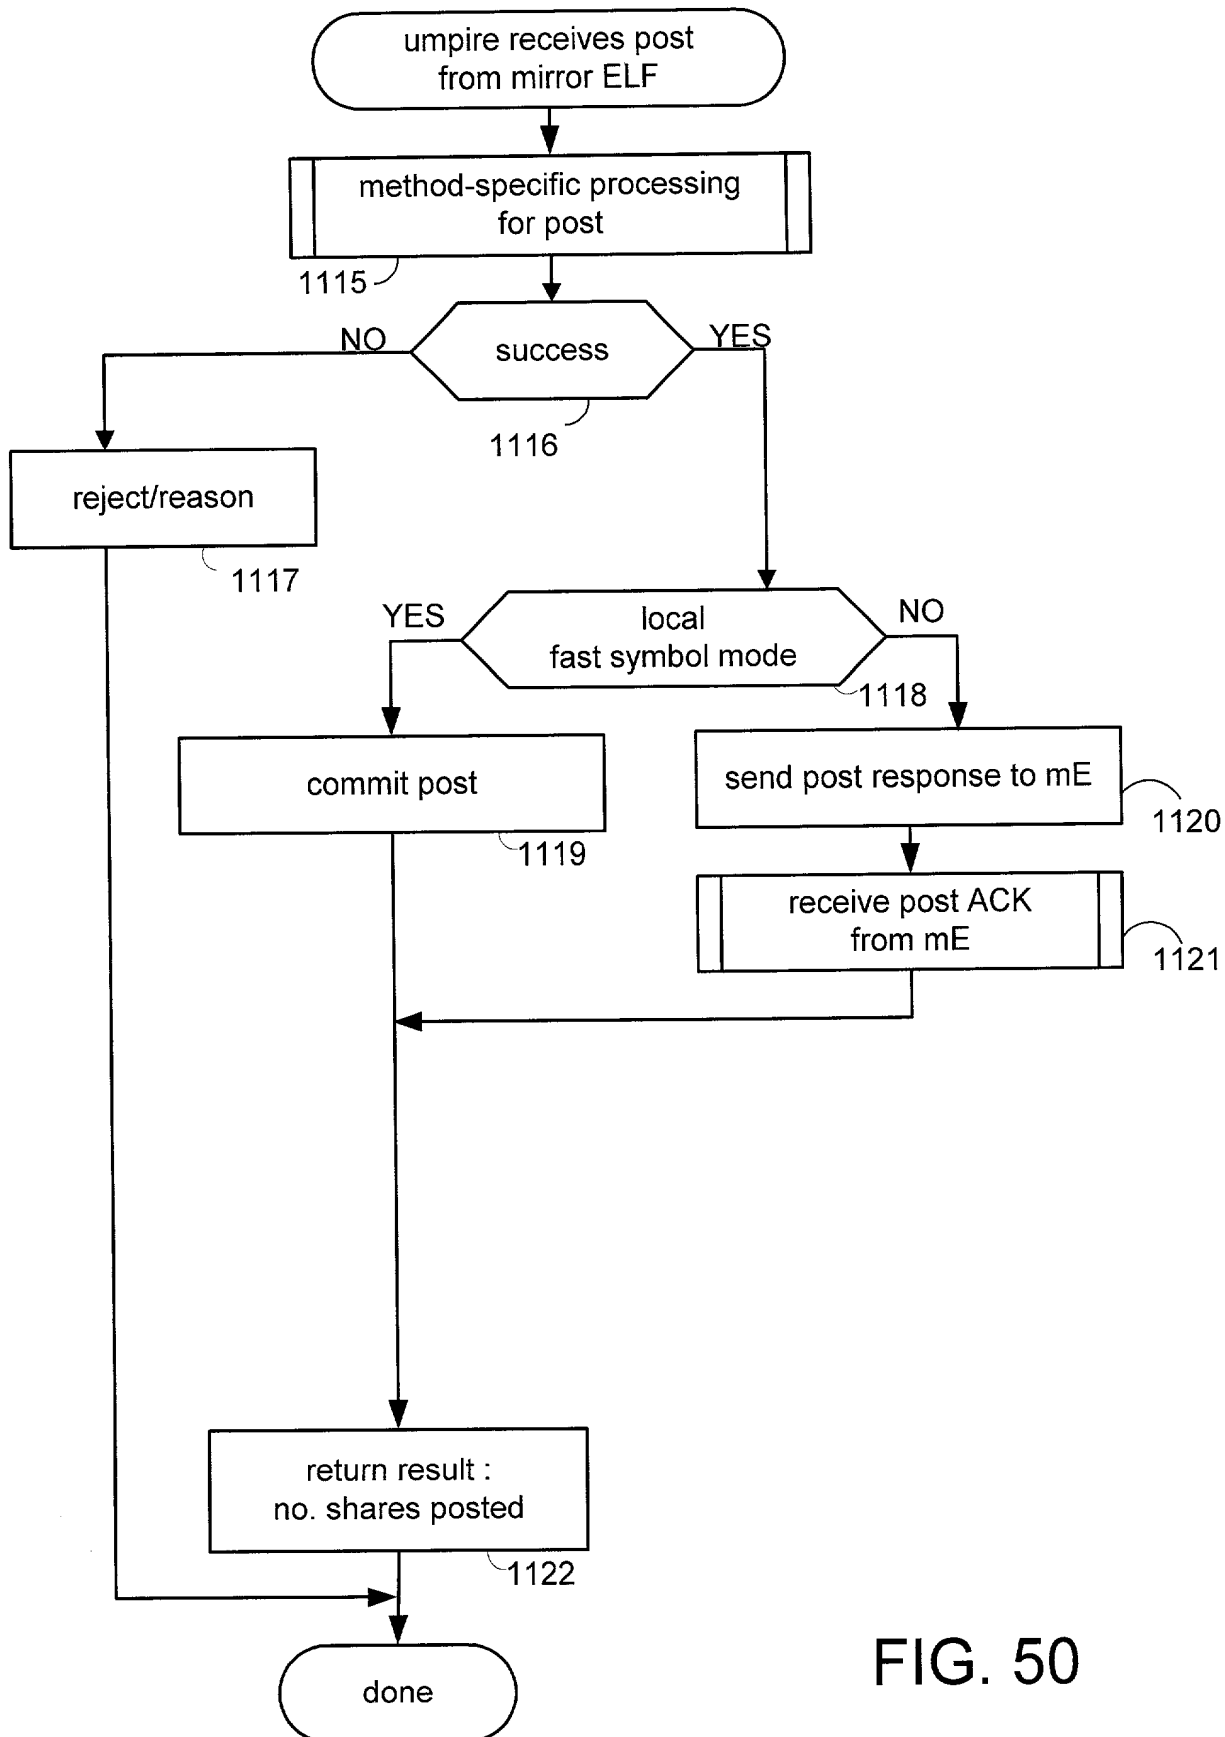 umpire receives post
from mirror ELF
method-specific processing
for post
1115
NO
success
YES
1116
reject/reason
1117
YES
local
fast symbol mode
NO
1118
commit post
1119
send post response to mE
1120
receive post ACK
from mE
1121
return result :
no. shares posted
1122
done
FIG. 50